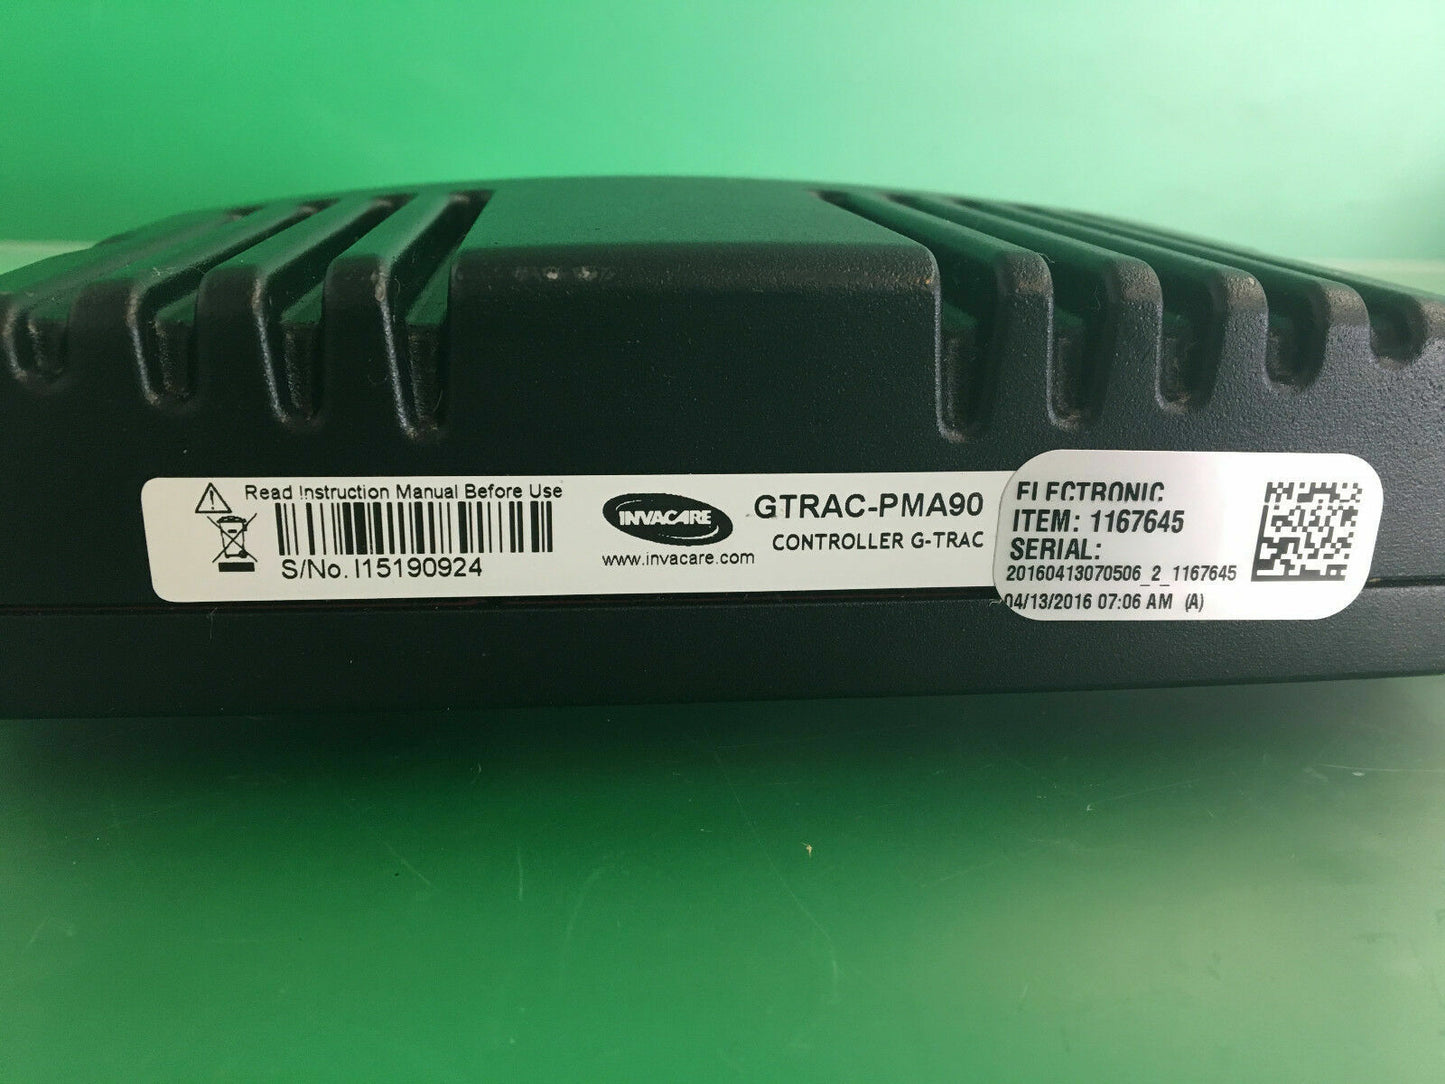 Read Instruction Manual Before Use
S/No. I15190924
INVACARE
www.invacare.com
GTRAC-PMA90
CONTROLLER G-TRAC
ELECTRONIC
ITEM: 1167645
SERIAL:
20160413070506_2_1167645
04/13/2016 07:06 AM (A)